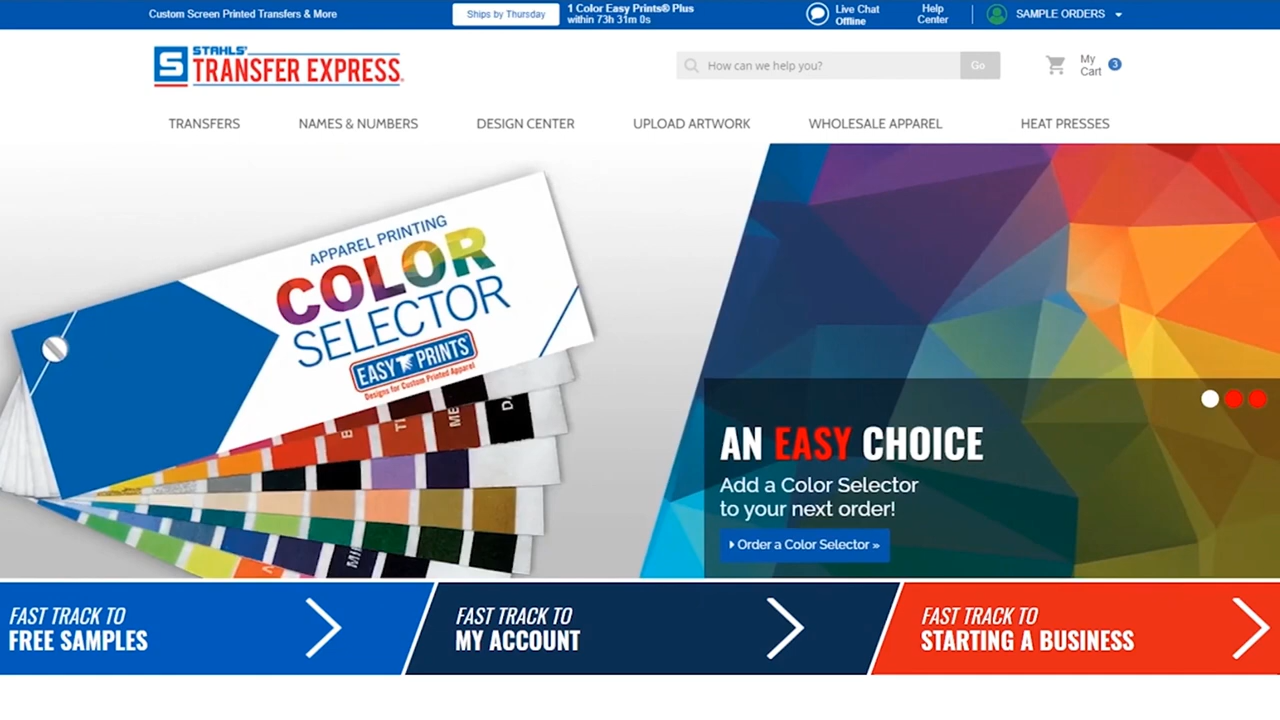 Custom Screen Printed Transfers & More
Ships by Thursday
1 Color Easy Prints® Plus
within 73h 31m 0s
Live Chat
Offline
Help
Center
SAMPLE ORDERS
S STAHLS'
TRANSFER EXPRESS®
How can we help you?
Go
My
Cart
3
TRANSFERS
NAMES & NUMBERS
DESIGN CENTER
UPLOAD ARTWORK
WHOLESALE APPAREL
HEAT PRESSES
APPAREL PRINTING
COLOR
SELECTOR
EASY PRINTS
Designs for Custom Printed Apparel
AN EASY CHOICE
Add a Color Selector
to your next order!
Order a Color Selector »
FAST TRACK TO
FREE SAMPLES
FAST TRACK TO
MY ACCOUNT
FAST TRACK TO
STARTING A BUSINESS